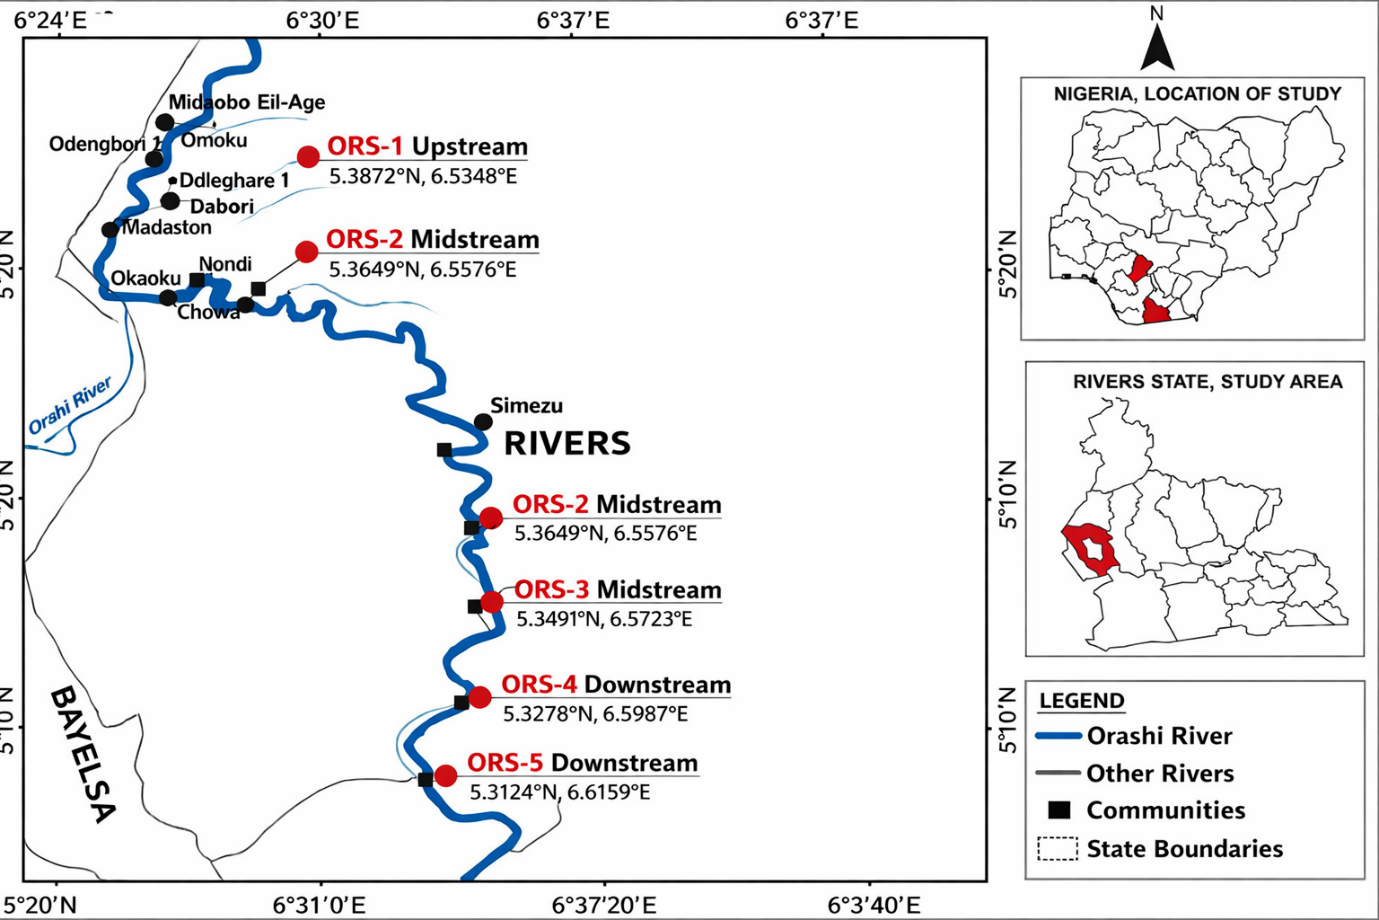 6°24'E
6°30'E
6°37'E
6°37'E
N
Midaobo Eil-Age
Omoku
Odengbori 1
ORS-1 Upstream
5.3872°N, 6.5348°E
Ddleghare 1
Dabori
Madaston
ORS-2 Midstream
5.3649°N, 6.5576°E
Nondi
Okaoku
Chowa
5°20'N
5°20'N
Orshi River
Simezu
RIVERS
5°20'N
5°10'N
ORS-2 Midstream
5.3649°N, 6.5576°E
ORS-3 Midstream
5.3491°N, 6.5723°E
ORS-4 Downstream
5.3278°N, 6.5987°E
5°10'N
5°10'N
BAYELSA
ORS-5 Downstream
5.3124°N, 6.6159°E
5°20'N
6°31'0'E
6°37'20'E
6°3'40'E
NIGERIA, LOCATION OF STUDY
RIVERS STATE, STUDY AREA
LEGEND
Orashi River
Other Rivers
Communities
State Boundaries